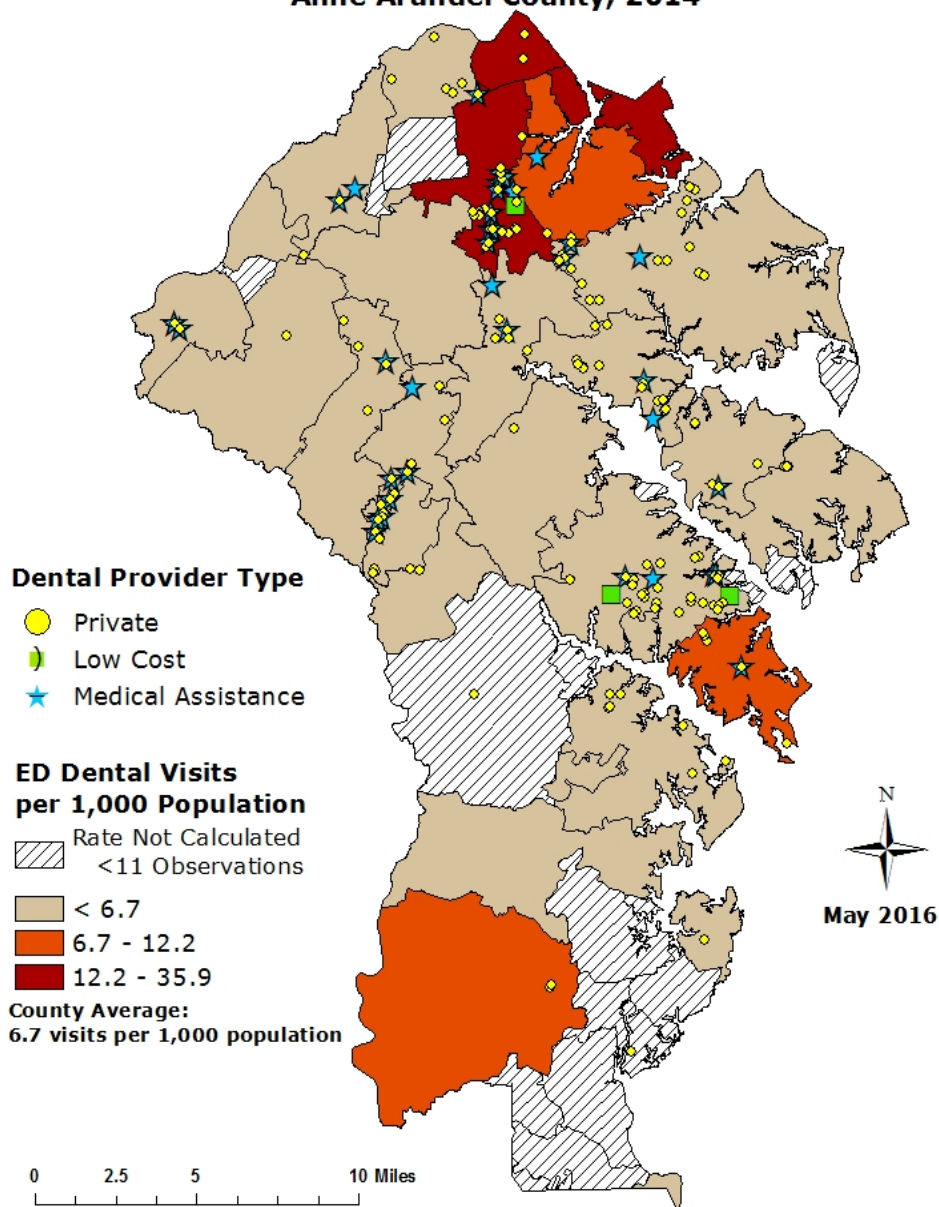 Anne Arundel County, 2014
Dental Provider Type
Private
Low Cost
Medical Assistance
ED Dental Visits
per 1,000 Population
Rate Not Calculated
<11 Observations
< 6.7
6.7 - 12.2
12.2 - 35.9
County Average:
6.7 visits per 1,000 population
N
May 2016
0 2.5 5 10 Miles